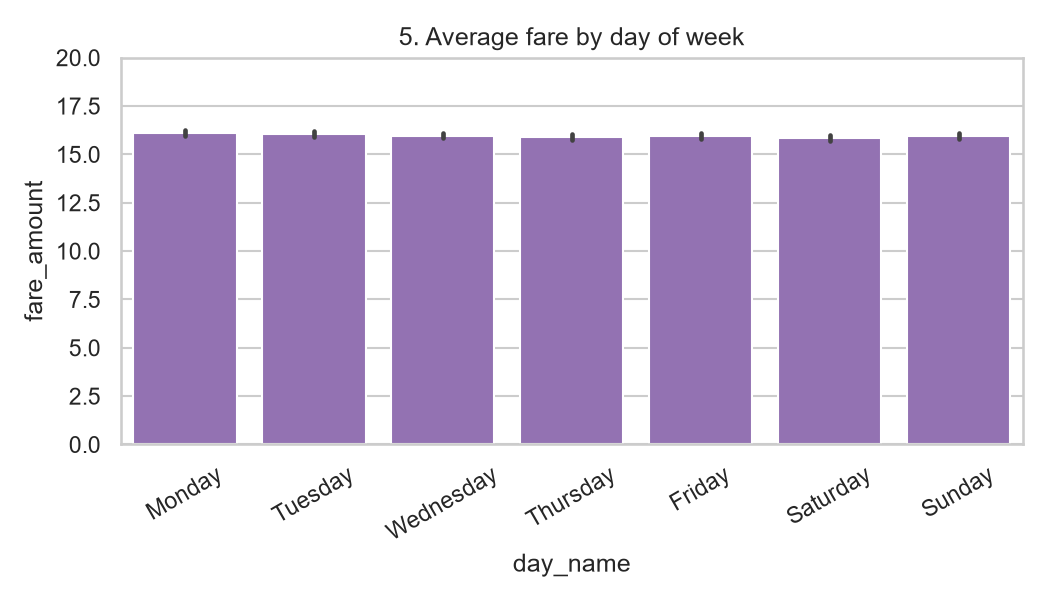 5. Average fare by day of week
20.0
17.5
15.0
12.5
10.0
7.5
5.0
2.5
0.0
fare_amount
Monday
Tuesday
Wednesday
Thursday
Friday
Saturday
Sunday
day_name